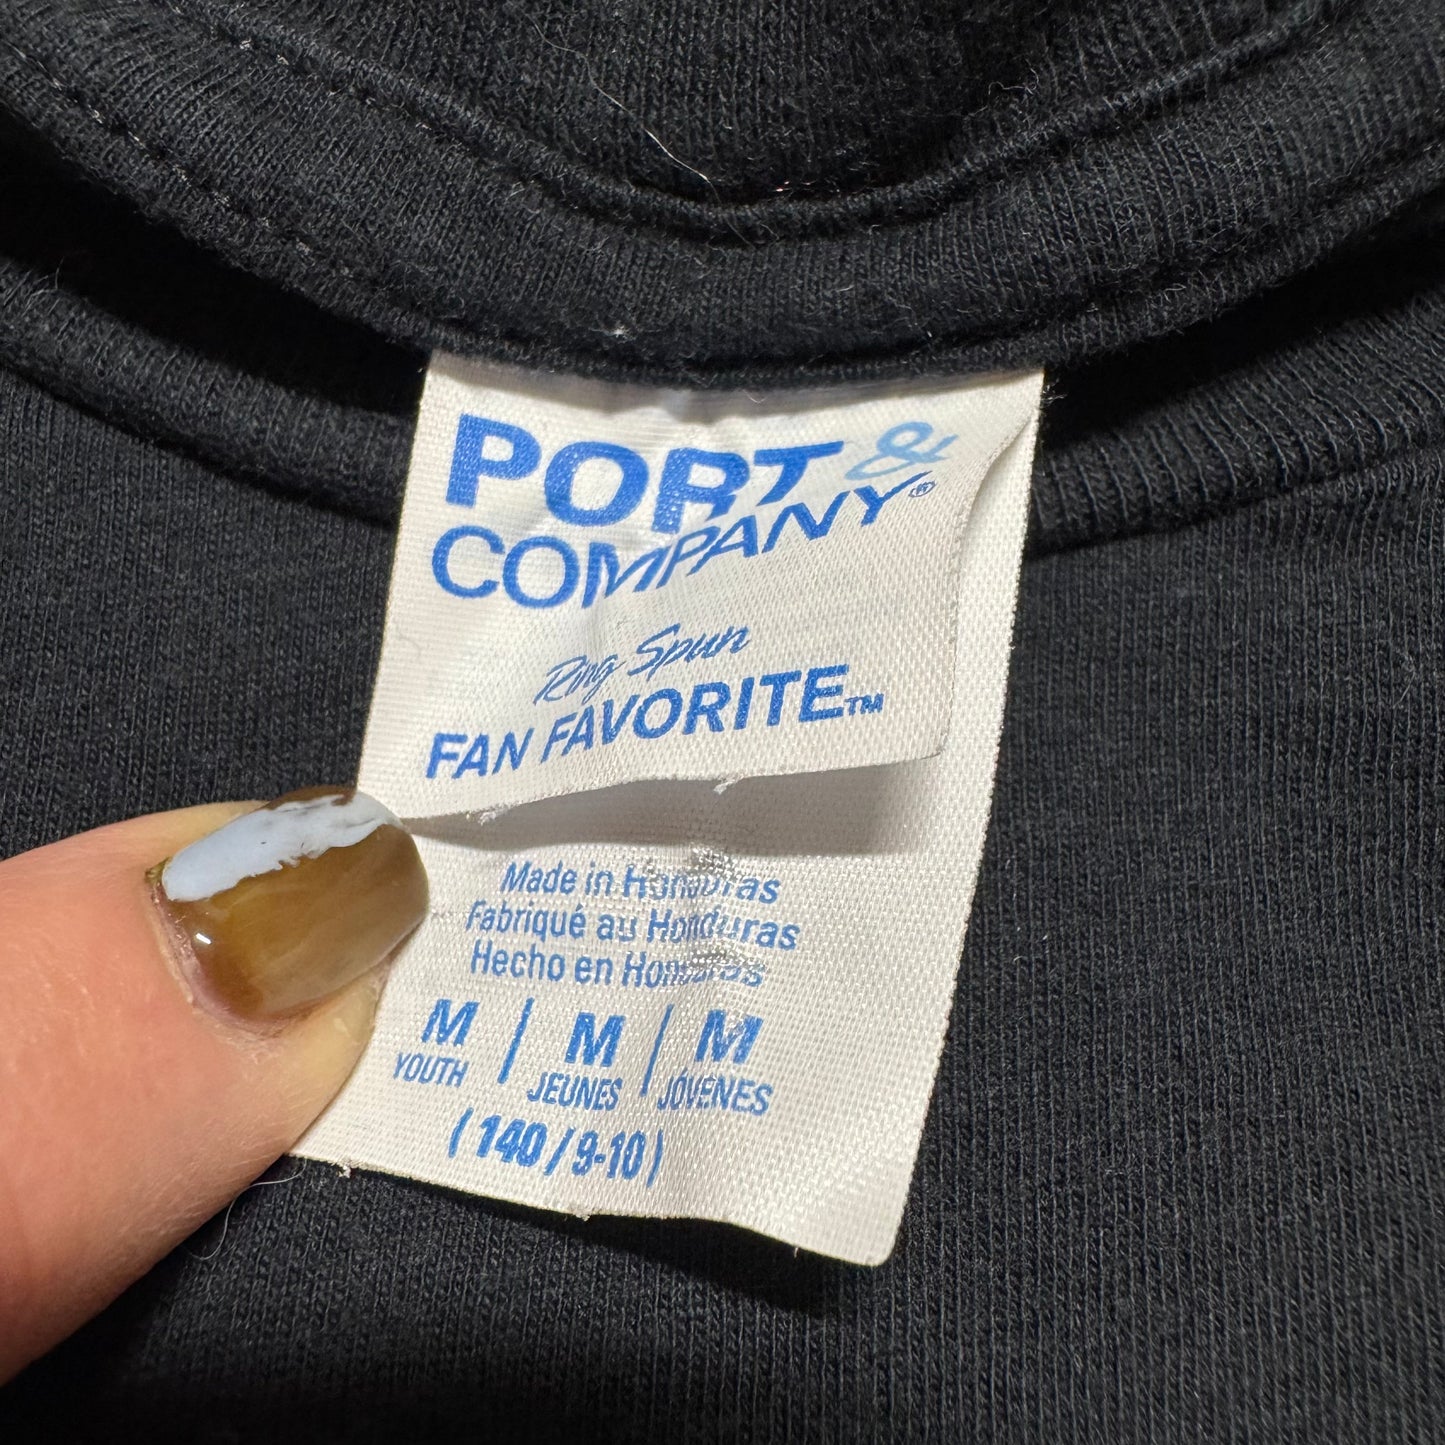 PORT &
COMPANY®
Ring Spun
FAN FAVORITE™
Made in Honduras
Fabriqué au Honduras
Hecho en Honduras
M | M | M
YOUTH JEUNES JÓVENES
(140/9-10)